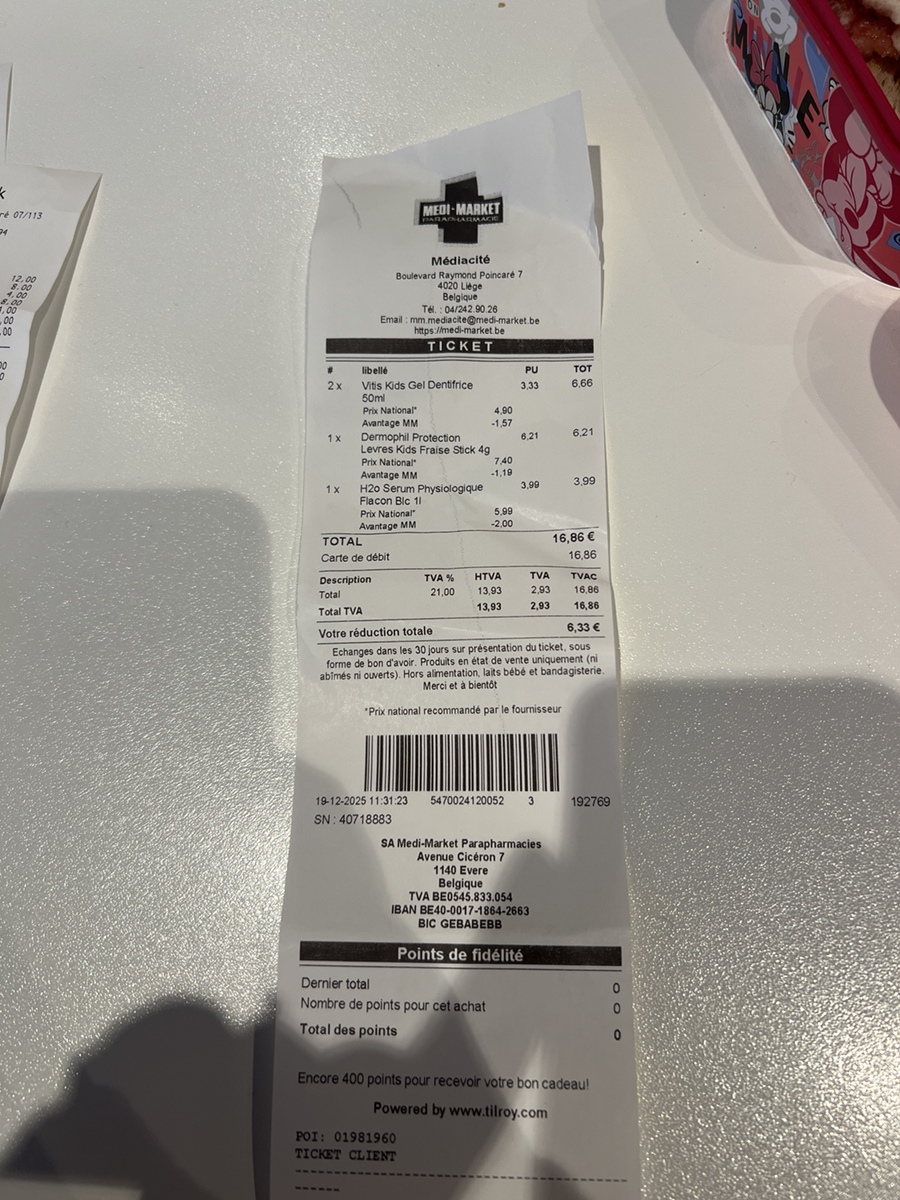 MEDI-MARKET
PARAPHARMACIE
Médiacité
Boulevard Raymond Poincaré 7
4020 Liège
Belgique
Tél. : 04/242.90.26
Email : mm.mediacite@medi-market.be
https://medi-market.be
TICKET
# libellé PU TOT
2 x Vitis Kids Gel Dentifrice 3,33 6,66
50ml
Prix National* 4,90
Avantage MM -1,57
1 x Dermophil Protection 6,21 6,21
Levres Kids Fraise Stick 4g
Prix National* 7,40
Avantage MM -1,19
1 x H2o Serum Physiologique 3,99 3,99
Flacon Blc 1l
Prix National* 5,99
Avantage MM -2,00
TOTAL 16,86 €
Carte de débit 16,86
Description TVA % HTVA TVA TVAC
Total 21,00 13,93 2,93 16,86
Total TVA 13,93 2,93 16,86
Votre réduction totale 6,33 €
Echanges dans les 30 jours sur présentation du ticket, sous
forme de bon d'avoir. Produits en état de vente uniquement (ni
abîmés ni ouverts). Hors alimentation, laits bébé et bandagisterie.
Merci et à bientôt
*Prix national recommandé par le fournisseur
19-12-2025 11:31:23 5470024120052 3 192769
SN : 40718883
SA Medi-Market Parapharmacies
Avenue Cicéron 7
1140 Evere
Belgique
TVA BE0545.833.054
IBAN BE40-0017-1864-2663
BIC GEBABEBB
Points de fidélité
Dernier total 0
Nombre de points pour cet achat 0
Total des points 0
Encore 400 points pour recevoir votre bon cadeau!
Powered by www.tilroy.com
POI: 01981960
TICKET CLIENT
07/113
12,00
8,00
4,00
8,00